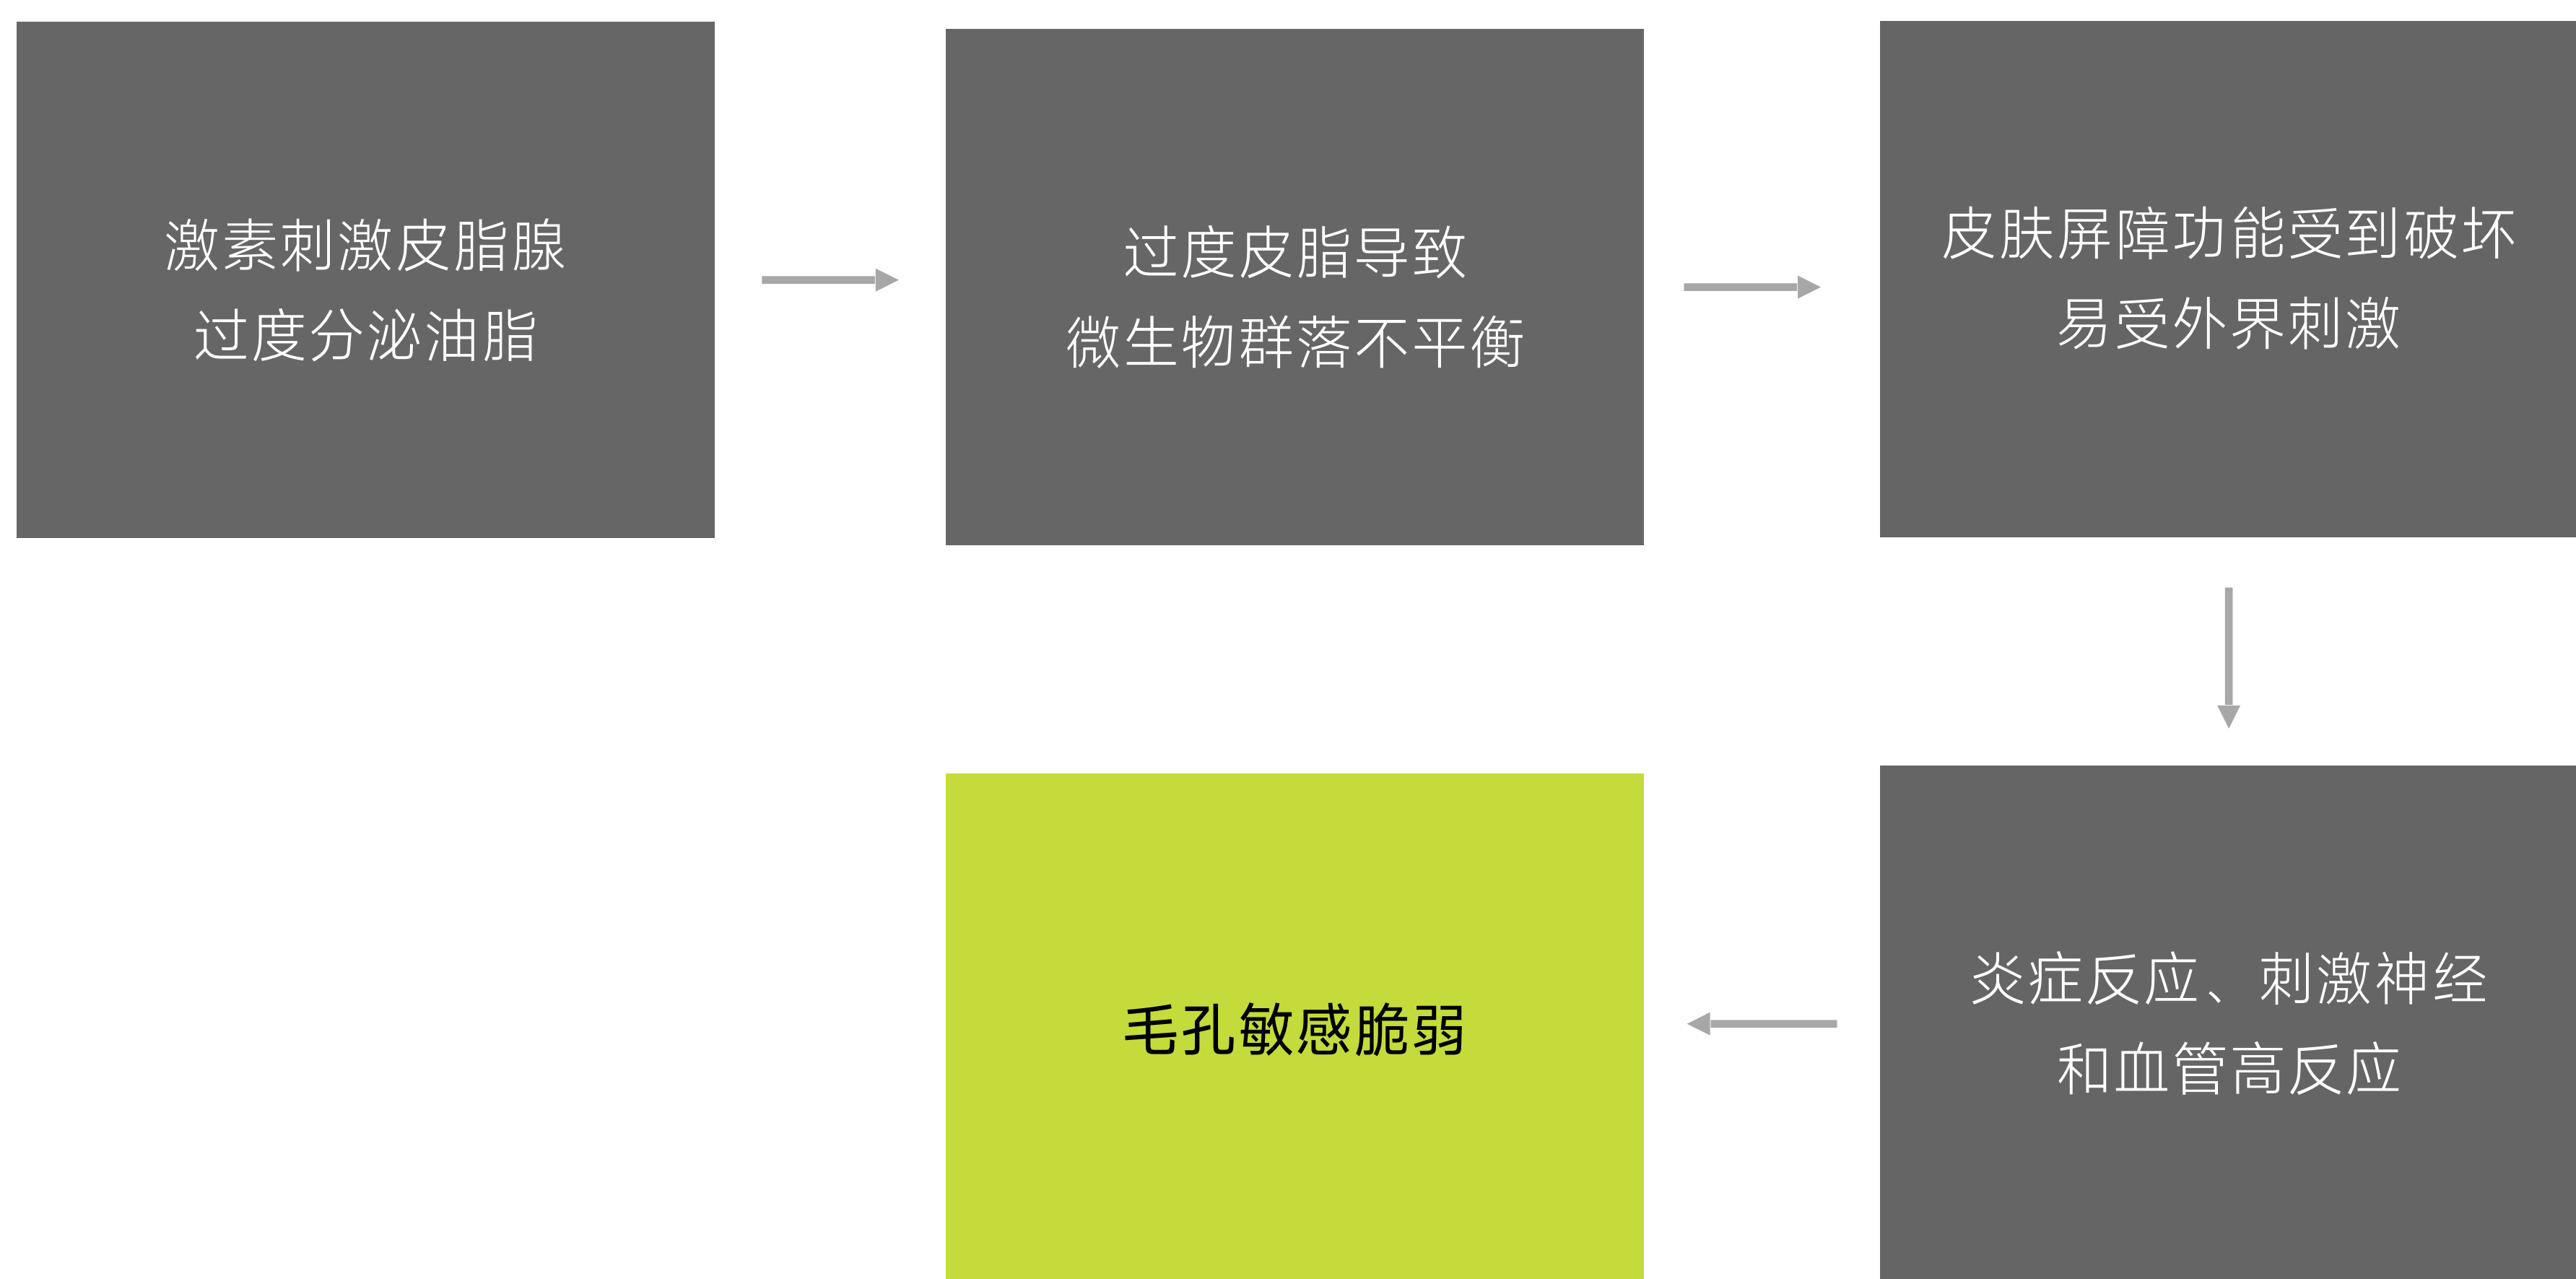 激素刺激皮脂腺
过度分泌油脂
过度皮脂导致
微生物群落不平衡
皮肤屏障功能受到破坏
易受外界刺激
炎症反应、刺激神经
和血管高反应
毛孔敏感脆弱